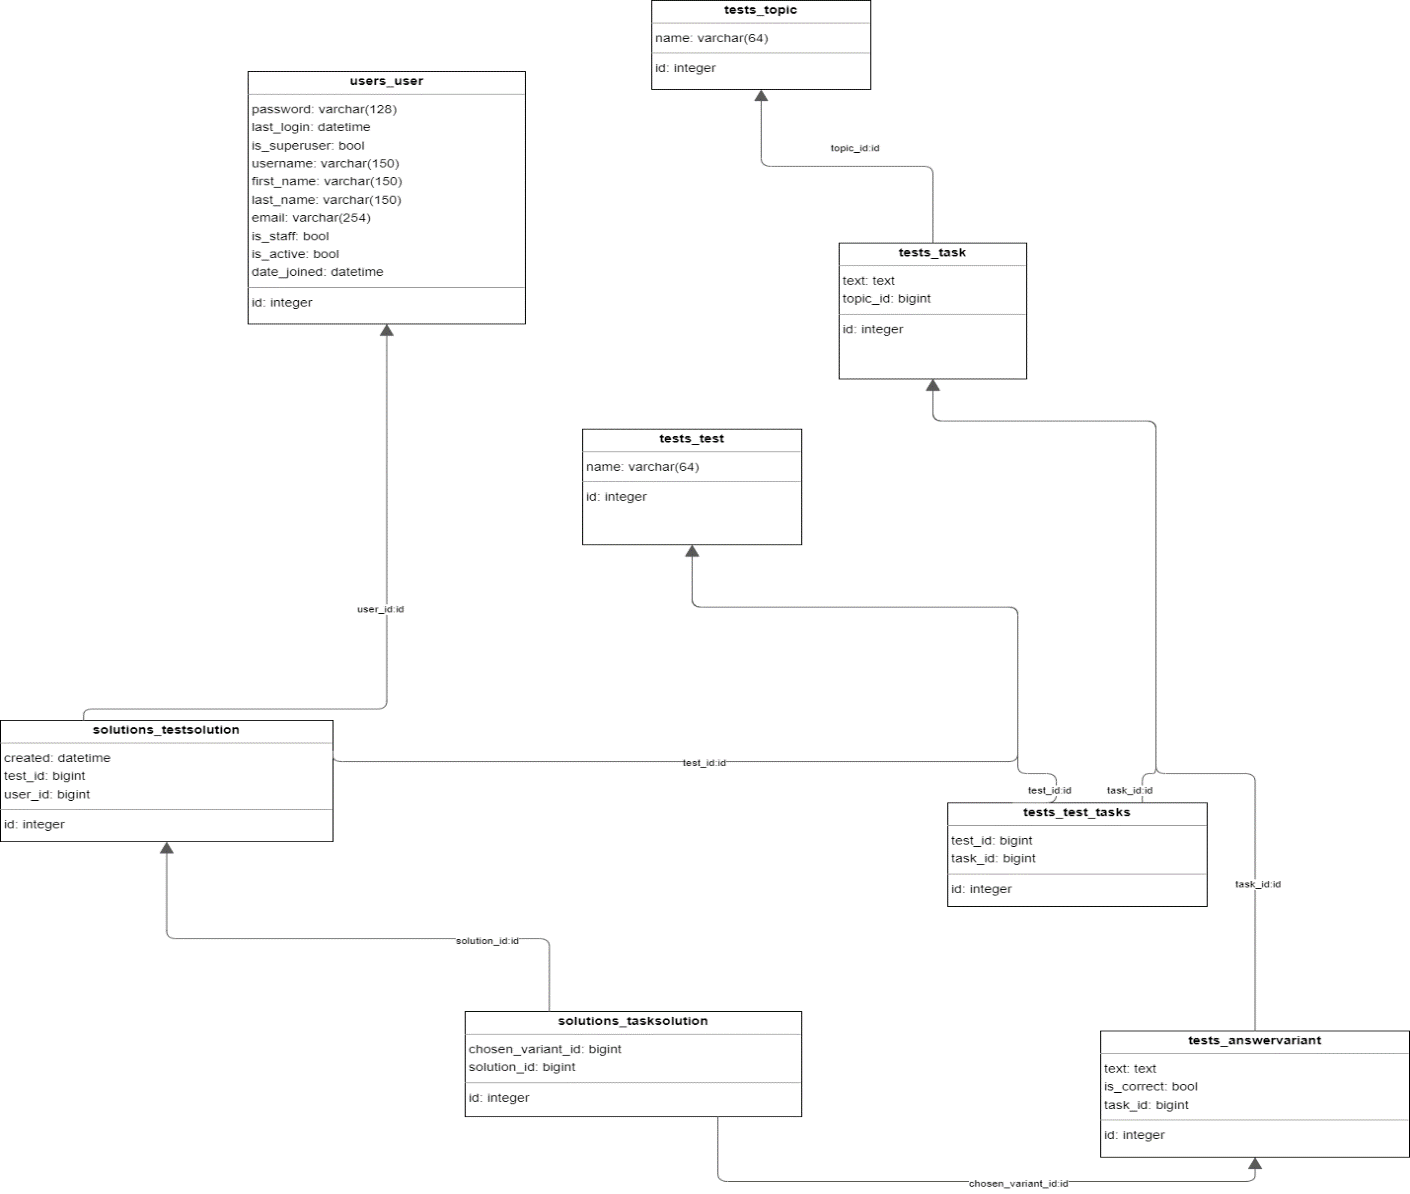 tests_topic
name: varchar(64)
id: integer
users_user
password: varchar(128)
last_login: datetime
is_superuser: bool
username: varchar(150)
first_name: varchar(150)
last_name: varchar(150)
email: varchar(254)
is_staff: bool
is_active: bool
date_joined: datetime
id: integer
topic_id:id
tests_task
text: text
topic_id: bigint
id: integer
tests_test
name: varchar(64)
id: integer
user_id:id
solutions_testsolution
created: datetime
test_id: bigint
user_id: bigint
id: integer
test_id:id
test_id:id
task_id:id
tests_test_tasks
test_id: bigint
task_id: bigint
id: integer
task_id:id
solution_id:id
solutions_tasksolution
chosen_variant_id: bigint
solution_id: bigint
id: integer
tests_answervariant
text: text
is_correct: bool
task_id: bigint
id: integer
chosen_variant_id:id